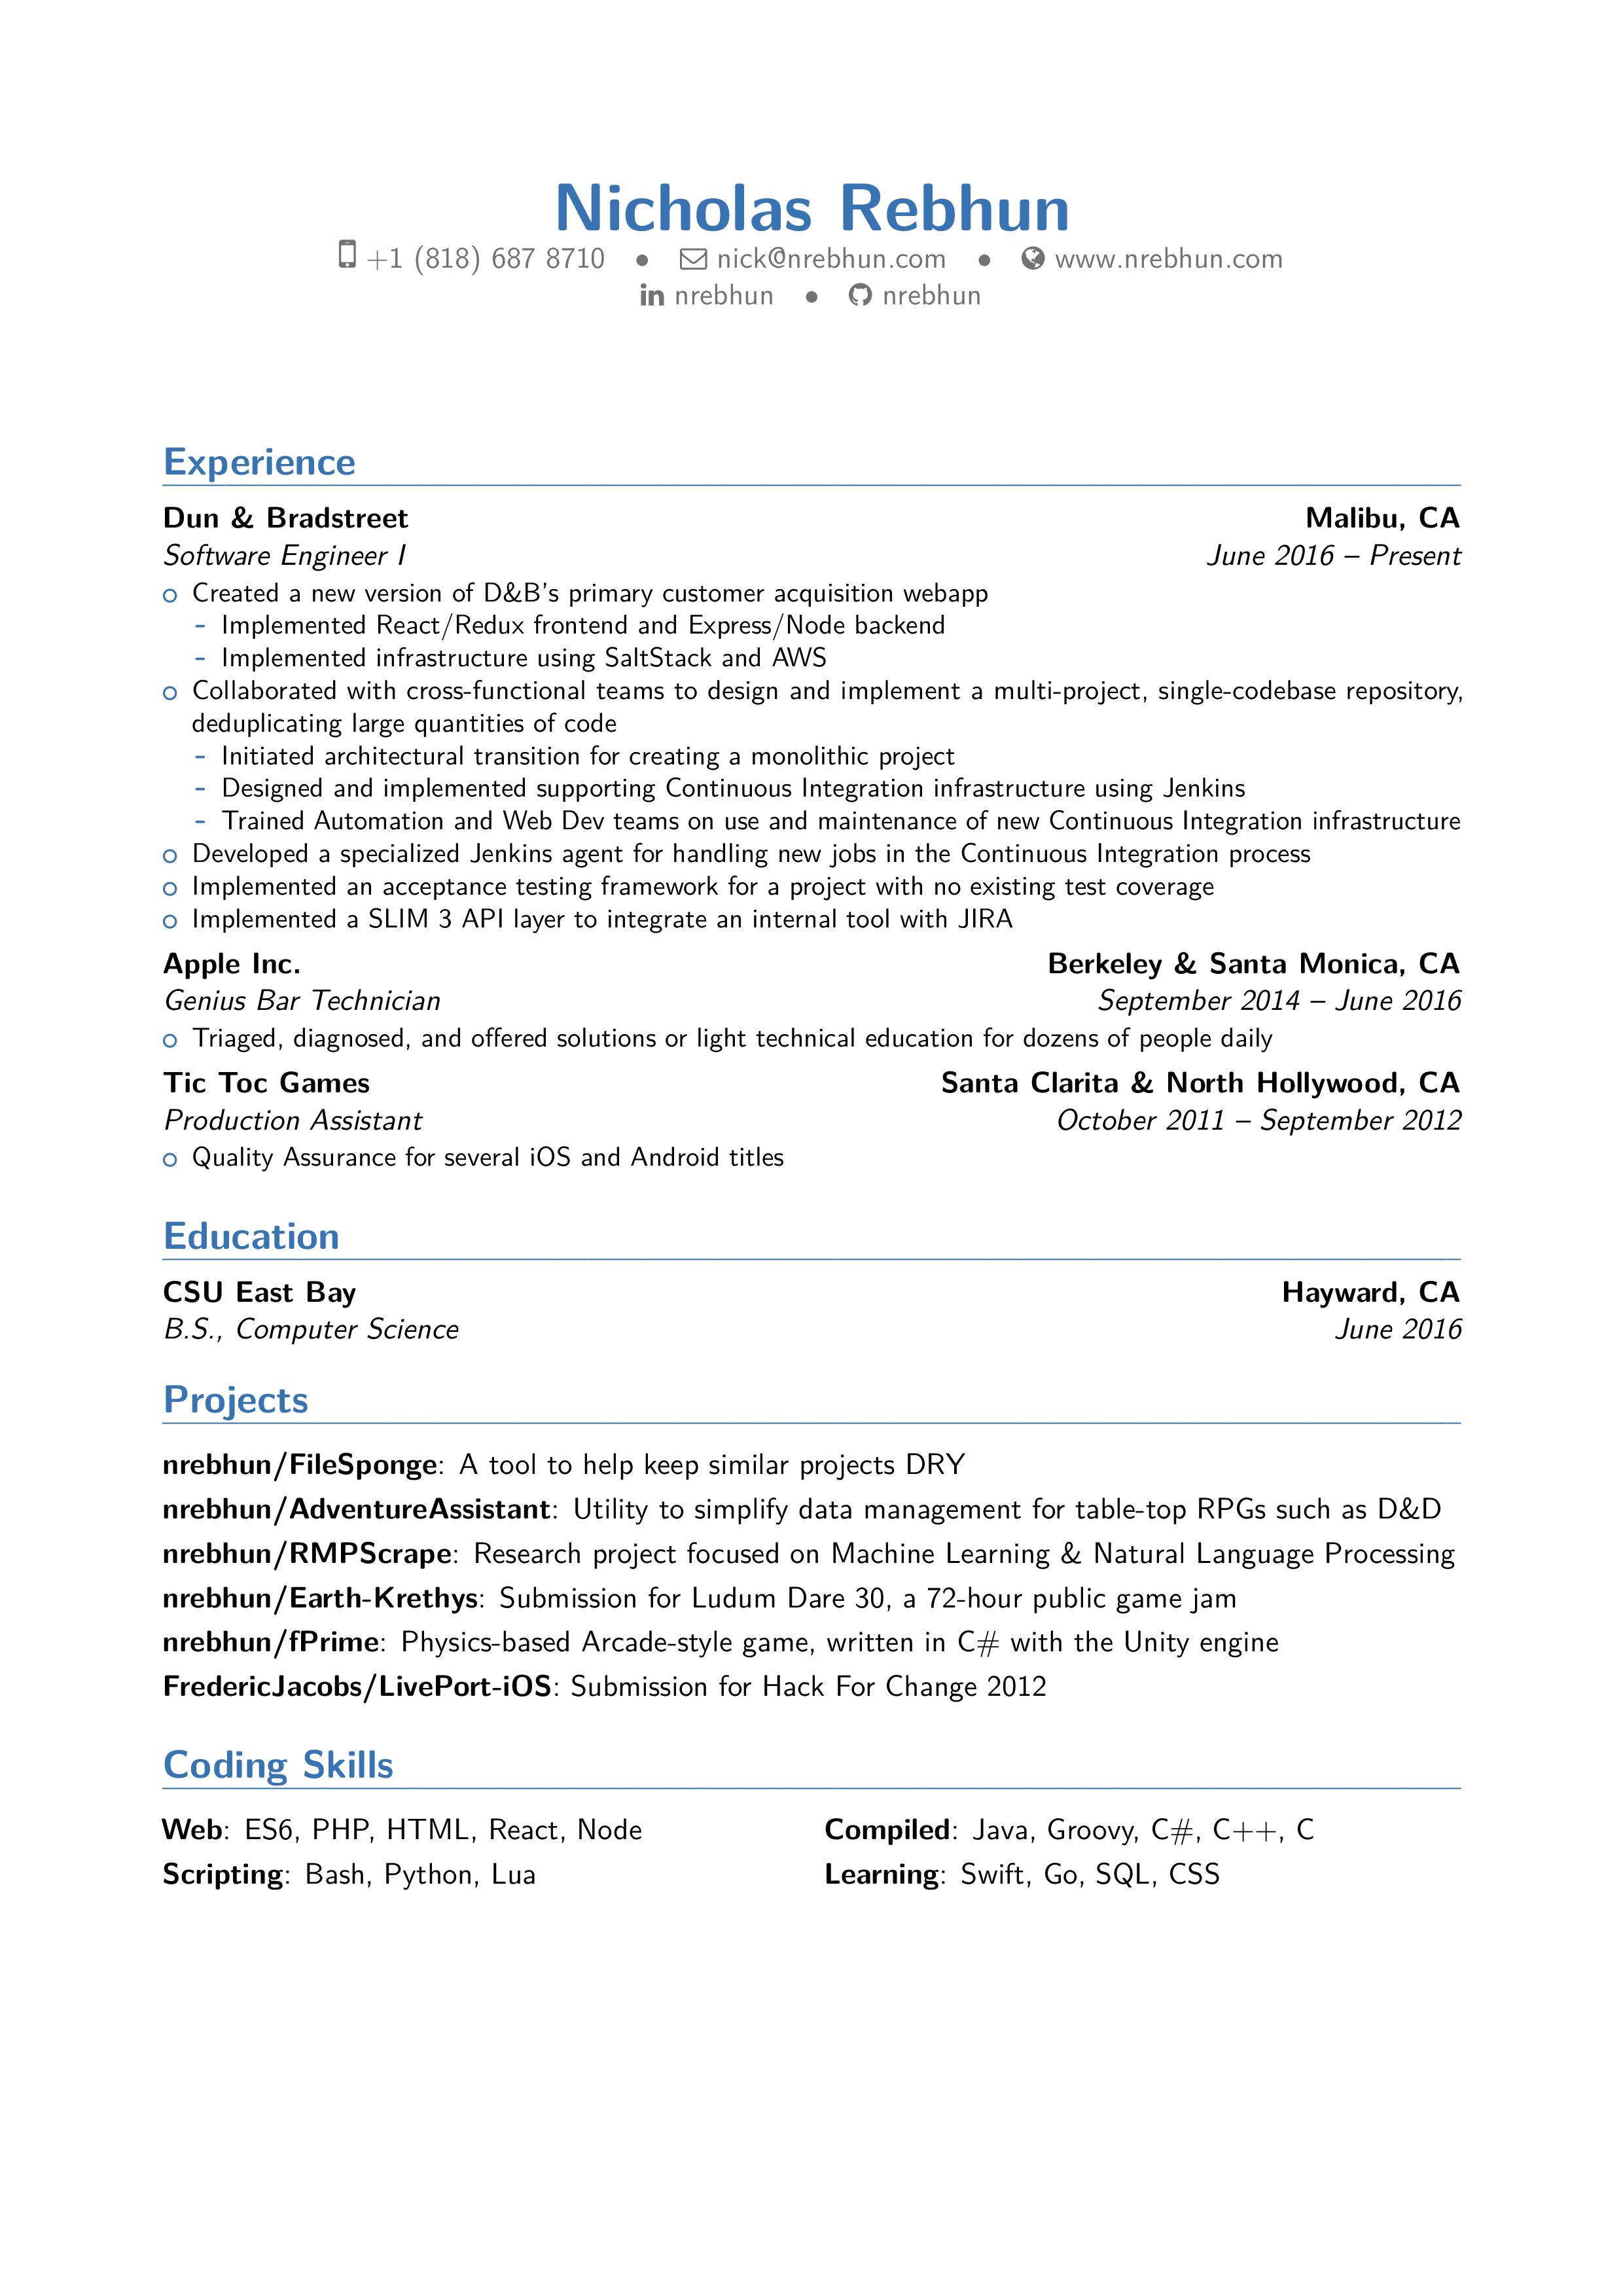 Nicholas Rebhun
+1 (818) 687 8710 • nick@nrebhun.com • www.nrebhun.com
in nrebhun • nrebhun
Experience
Dun & Bradstreet Malibu, CA
Software Engineer I June 2016 – Present
Created a new version of D&B's primary customer acquisition webapp
- Implemented React/Redux frontend and Express/Node backend
- Implemented infrastructure using SaltStack and AWS
Collaborated with cross-functional teams to design and implement a multi-project, single-codebase repository,
deduplicating large quantities of code
- Initiated architectural transition for creating a monolithic project
- Designed and implemented supporting Continuous Integration infrastructure using Jenkins
- Trained Automation and Web Dev teams on use and maintenance of new Continuous Integration infrastructure
Developed a specialized Jenkins agent for handling new jobs in the Continuous Integration process
Implemented an acceptance testing framework for a project with no existing test coverage
Implemented a SLIM 3 API layer to integrate an internal tool with JIRA
Apple Inc. Berkeley & Santa Monica, CA
Genius Bar Technician September 2014 – June 2016
Triaged, diagnosed, and offered solutions or light technical education for dozens of people daily
Tic Toc Games Santa Clarita & North Hollywood, CA
Production Assistant October 2011 – September 2012
Quality Assurance for several iOS and Android titles
Education
CSU East Bay Hayward, CA
B.S., Computer Science June 2016
Projects
nrebhun/FileSponge: A tool to help keep similar projects DRY
nrebhun/AdventureAssistant: Utility to simplify data management for table-top RPGs such as D&D
nrebhun/RMPScrape: Research project focused on Machine Learning & Natural Language Processing
nrebhun/Earth-Krethys: Submission for Ludum Dare 30, a 72-hour public game jam
nrebhun/fPrime: Physics-based Arcade-style game, written in C# with the Unity engine
FredericJacobs/LivePort-iOS: Submission for Hack For Change 2012
Coding Skills
Web: ES6, PHP, HTML, React, Node Compiled: Java, Groovy, C#, C++, C
Scripting: Bash, Python, Lua Learning: Swift, Go, SQL, CSS